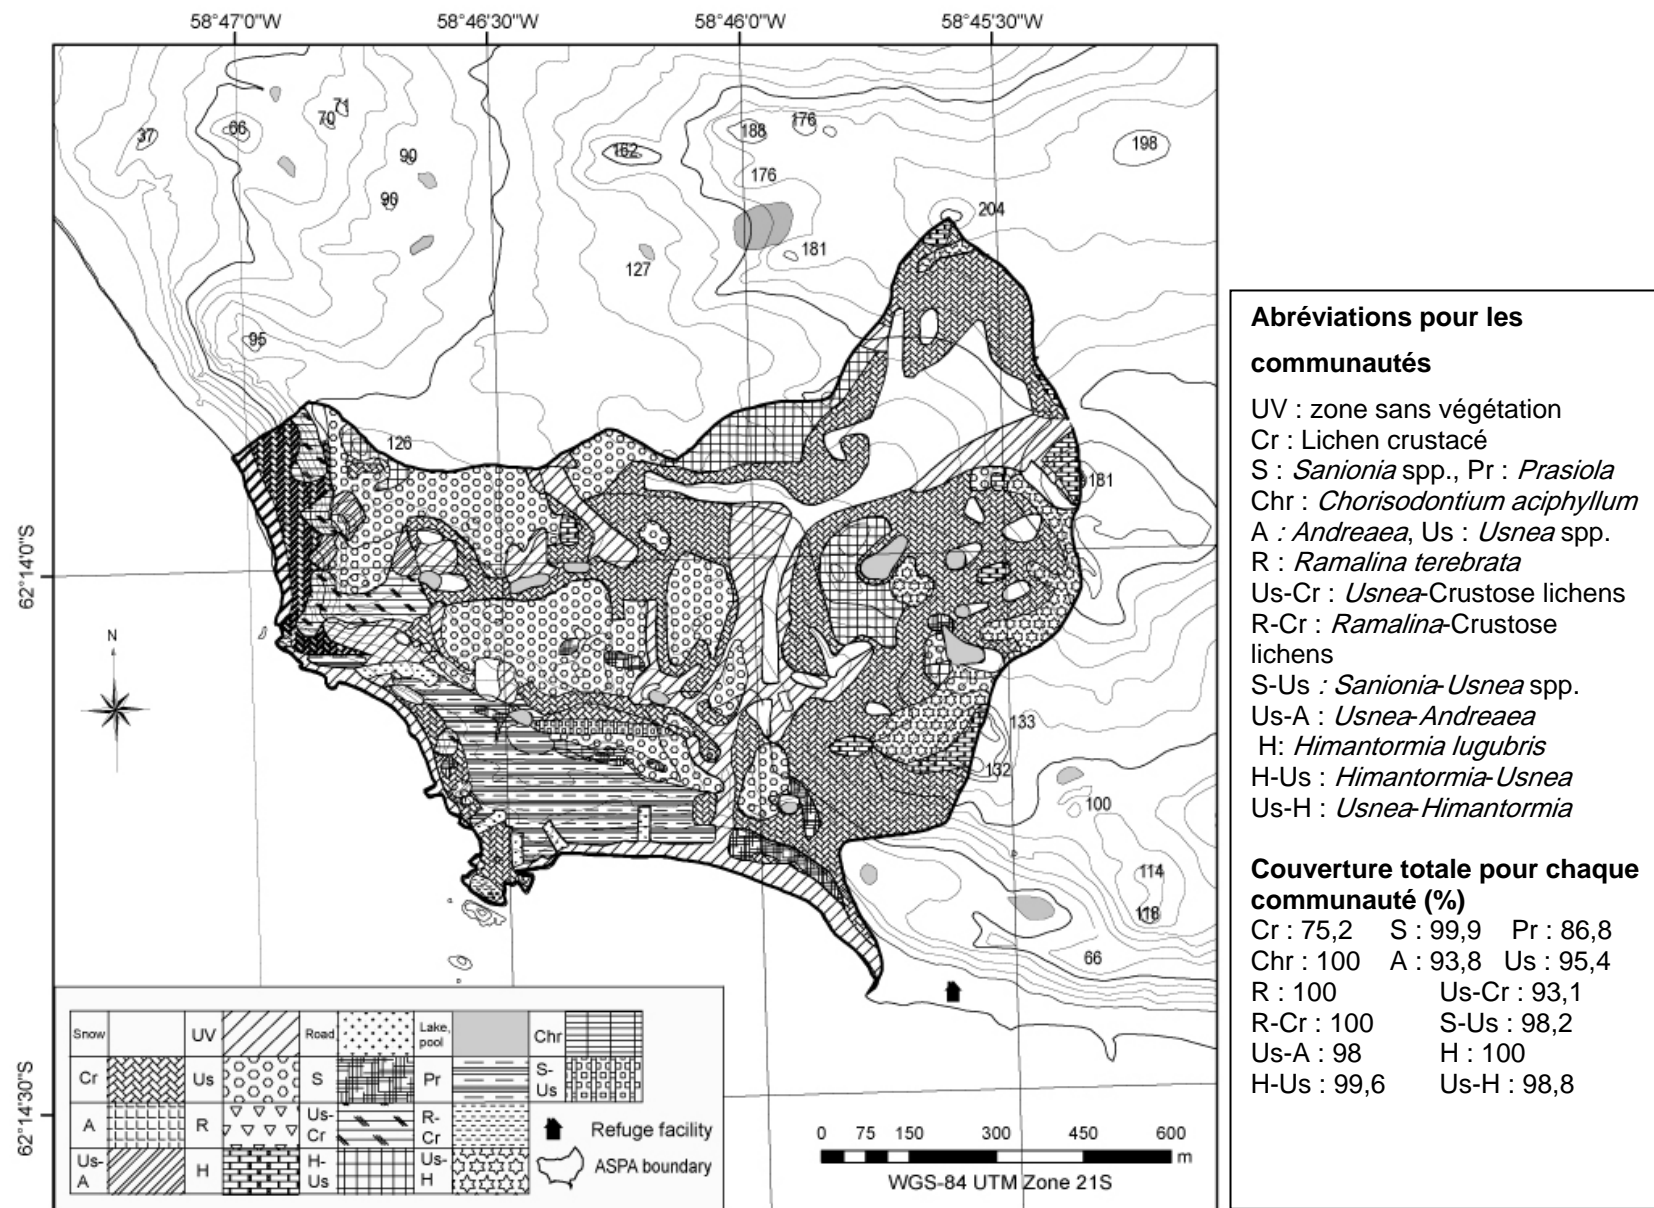 58°47'0"W 58°46'30"W 58°46'0"W 58°45'30"W
71
70
66
37
90
90
162
188
176
198
176
204
181
127
95
126
181
62°14'0"S
N
133
132
100
114
118
66
62°14'30"S
Snow UV Road Lake, pool Chr
Cr Us S Pr S-Us
A R Us-Cr R-Cr
Us-A H H-Us Us-H
Refuge facility
ASPA boundary
0 75 150 300 450 600
m
WGS-84 UTM Zone 21S
Abréviations pour les
communautés
UV : zone sans végétation
Cr : Lichen crustacé
S : Sanionia spp., Pr : Prasiola
Chr : Chorisodontium aciphyllum
A : Andreaea, Us : Usnea spp.
R : Ramalina terebrata
Us-Cr : Usnea-Crustose lichens
R-Cr : Ramalina-Crustose
lichens
S-Us : Sanionia-Usnea spp.
Us-A : Usnea-Andreaea
H: Himantormia lugubris
H-Us : Himantormia-Usnea
Us-H : Usnea-Himantormia
Couverture totale pour chaque
communauté (%)
Cr : 75,2 S : 99,9 Pr : 86,8
Chr : 100 A : 93,8 Us : 95,4
R : 100 Us-Cr : 93,1
R-Cr : 100 S-Us : 98,2
Us-A : 98 H : 100
H-Us : 99,6 Us-H : 98,8